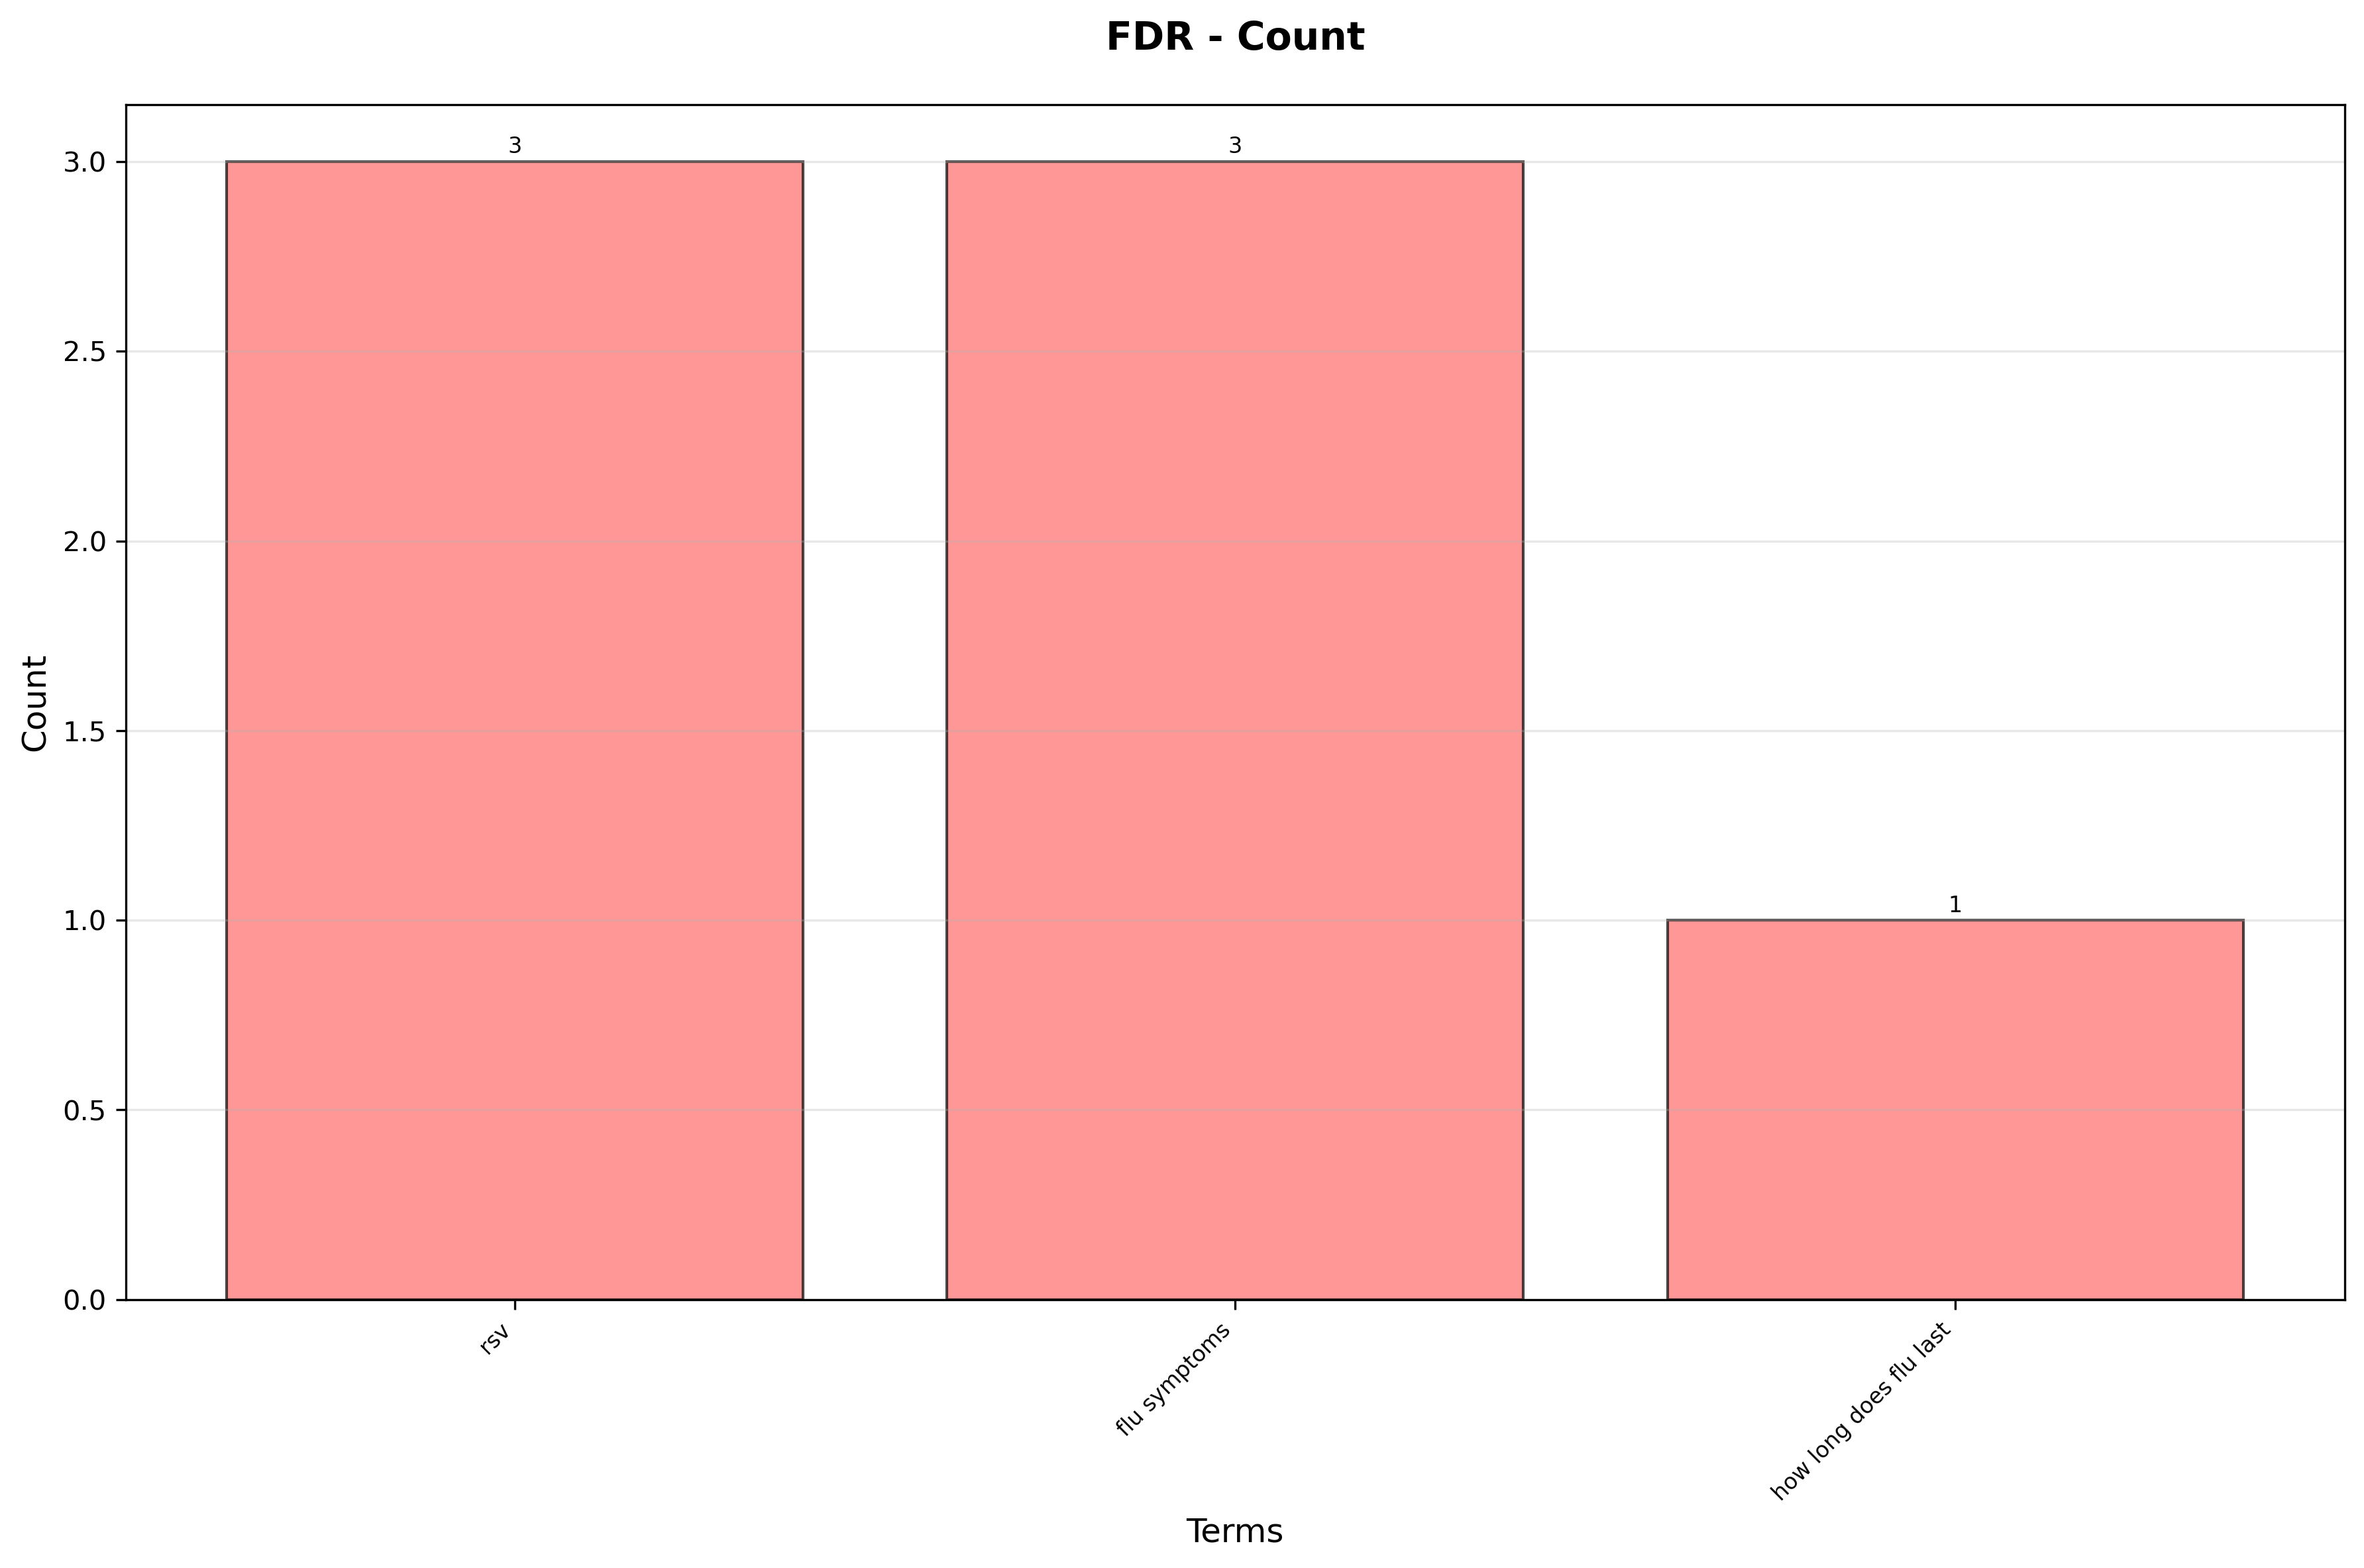 FDR - Count
3
3
1
3.0
2.5
2.0
1.5
1.0
0.5
0.0
Count
rsv
flu symptoms
how long does flu last
Terms